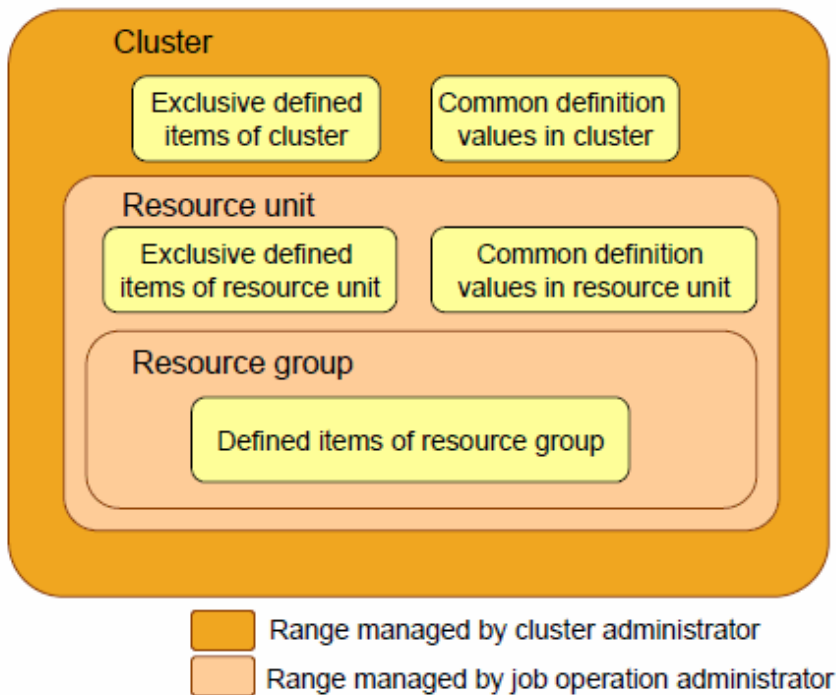 Cluster
Exclusive defined
items of cluster
Common definition
values in cluster
Resource unit
Exclusive defined
items of resource unit
Common definition
values in resource unit
Resource group
Defined items of resource group
Range managed by cluster administrator
Range managed by job operation administrator